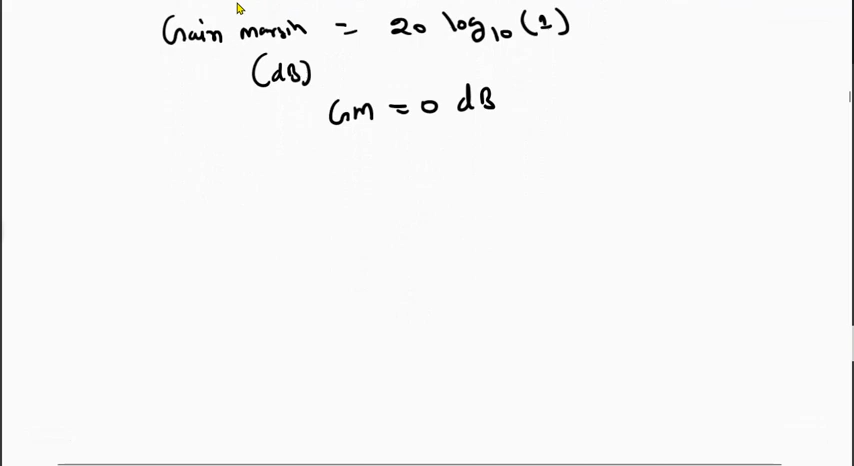 Gain margin = 20 log10 (1)
(dB)
GM = 0 dB